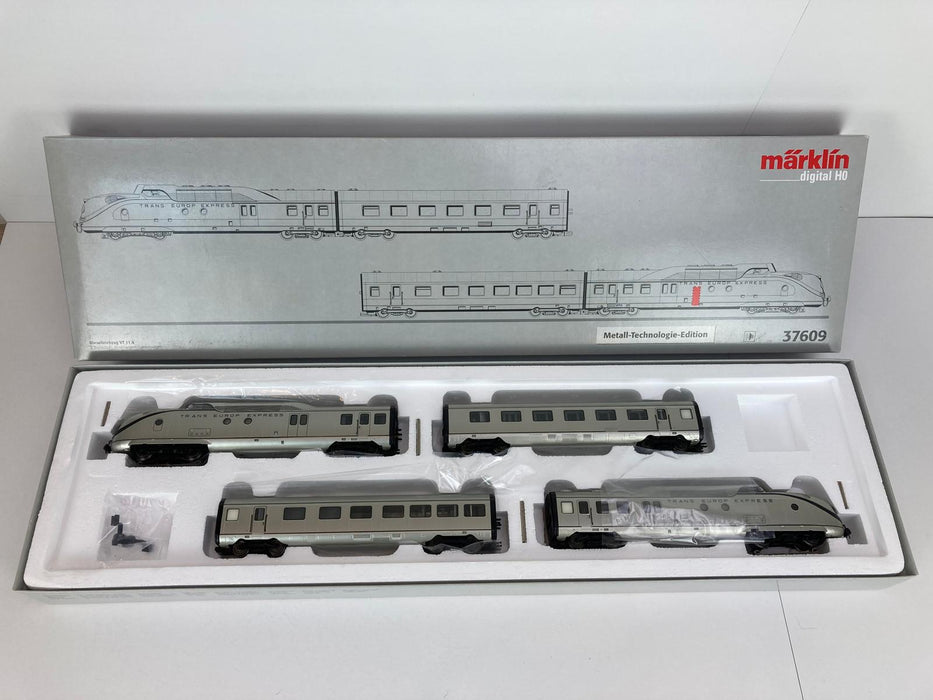 märklin
digital H0
TRANS EUROP EXPRESS
TRANS EUROP EXPRESS
Metall-Technologie-Edition
37609
TRANS EUROP EXPRESS
TRANS EUROP EXPRESS